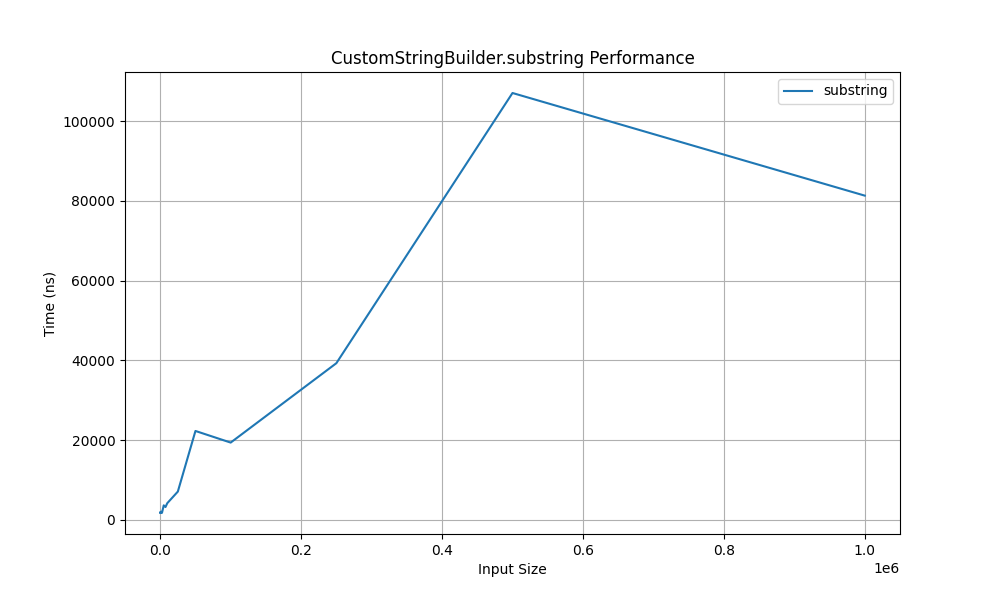 CustomStringBuilder.substring Performance
substring
100000
80000
60000
40000
20000
0
Time (ns)
0.0 0.2 0.4 0.6 0.8 1.0
1e6
Input Size